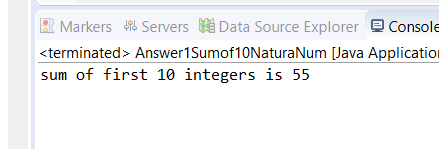 Markers Servers Data Source Explorer Console
<terminated> Answer1Sumof10NaturaNum [Java Application
sum of first 10 integers is 55